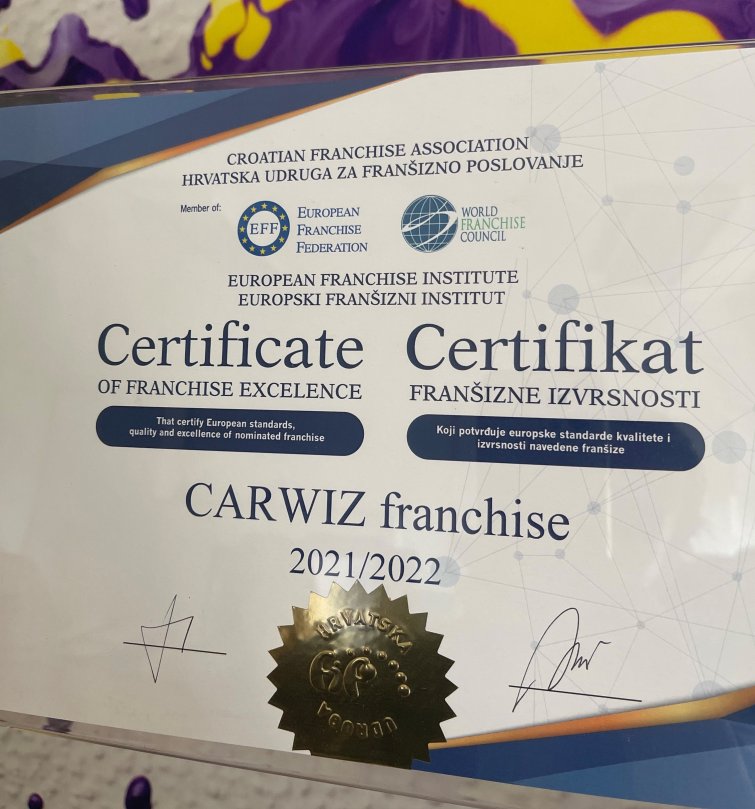 CROATIAN FRANCHISE ASSOCIATION
HRVATSKA UDRUGA ZA FRANŠIZNO POSLOVANJE
Member of:
EFF
EUROPEAN
FRANCHISE
FEDERATION
WORLD
FRANCHISE
COUNCIL
EUROPEAN FRANCHISE INSTITUTE
EUROPSKI FRANŠIZNI INSTITUT
Certificate
OF FRANCHISE EXCELENCE
That certify European standards,
quality and excellence of nominated franchise
Certifikat
FRANŠIZNE IZVRSNOSTI
Koji potvrđuje europske standarde kvalitete i
izvrsnosti navedene franšize
CARWIZ franchise
2021/2022
HRVATSKA
UDRUGA